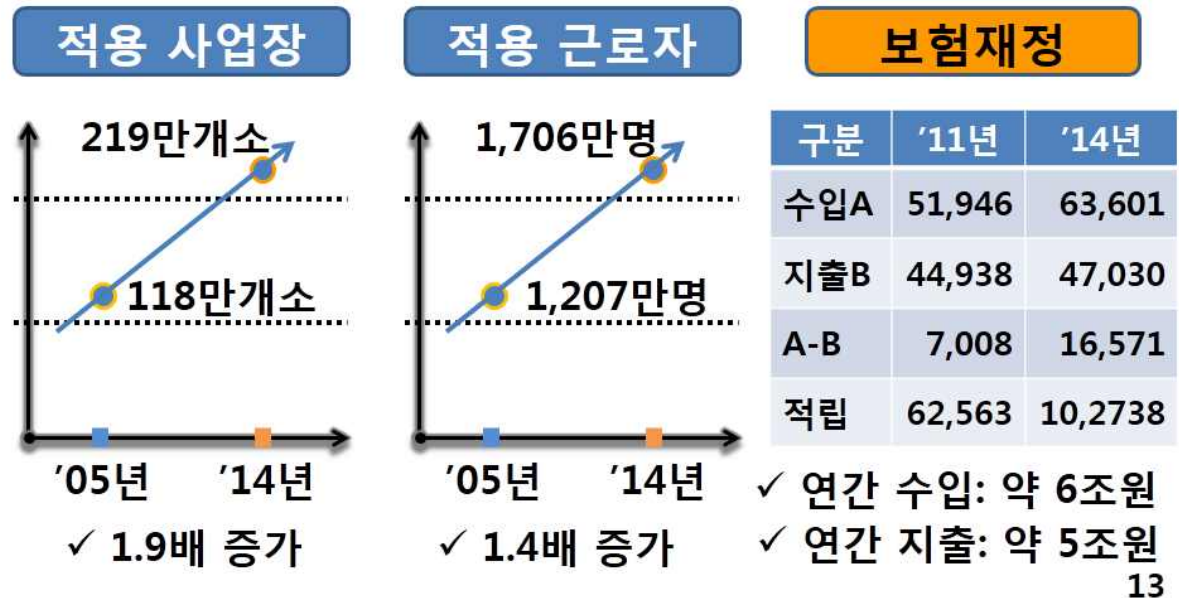 적용 사업장
219만개소
118만개소
’05년 ’14년
✓ 1.9배 증가
적용 근로자
1,706만명
1,207만명
’05년 ’14년
✓ 1.4배 증가
보험재정
구분 ’11년 ’14년
수입A 51,946 63,601
지출B 44,938 47,030
A-B 7,008 16,571
적립 62,563 10,2738
✓ 연간 수입: 약 6조원
✓ 연간 지출: 약 5조원
13